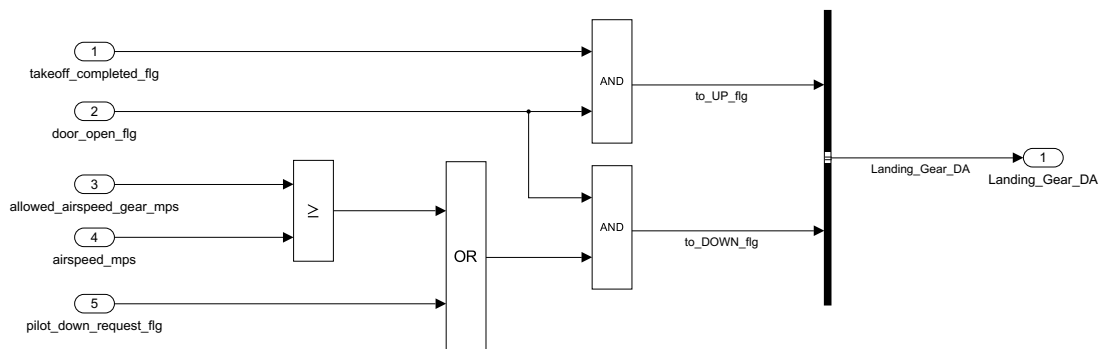 1
takeoff_completed_flg
2
door_open_flg
3
allowed_airspeed_gear_mps
4
airspeed_mps
5
pilot_down_request_flg
≥
OR
AND
AND
to_UP_flg
to_DOWN_flg
Landing_Gear_DA
1
Landing_Gear_DA